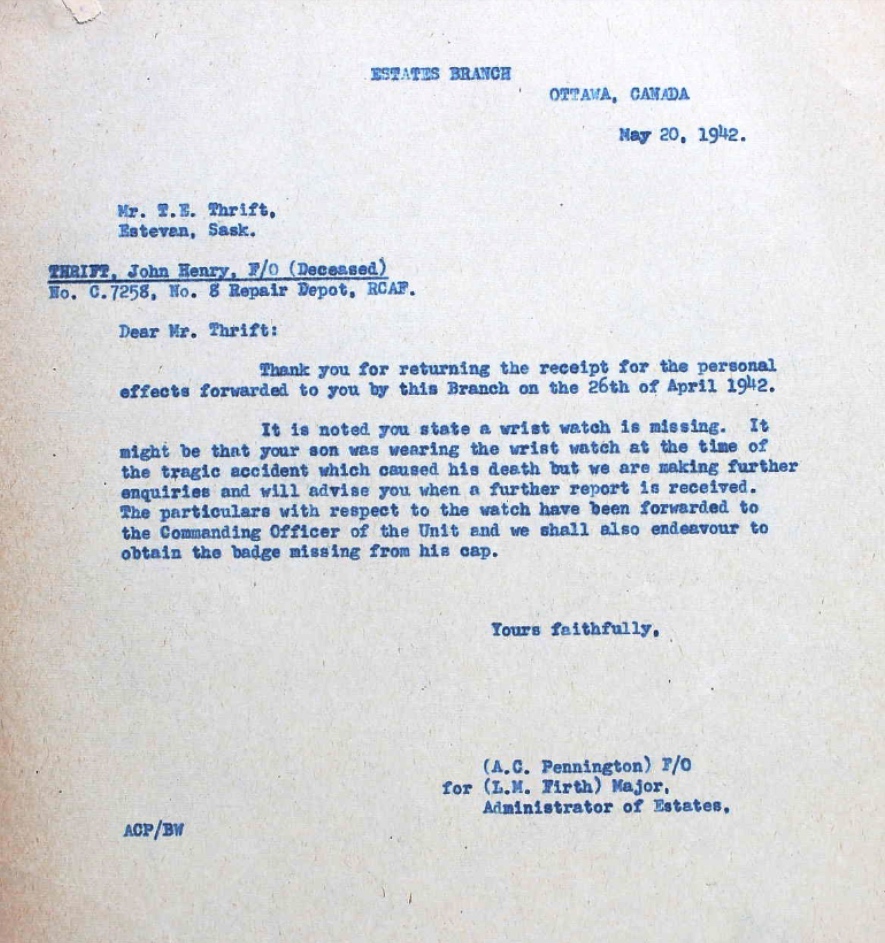 ESTATES BRANCH
OTTAWA, CANADA
May 20, 1942.
Mr. T.E. Thrift,
Estevan, Sask.
THRIFT, John Henry, F/O (Deceased)
No. C.7258, No. 8 Repair Depot, RCAF.
Dear Mr. Thrift:
Thank you for returning the receipt for the personal
effects forwarded to you by this Branch on the 26th of April 1942.
It is noted you state a wrist watch is missing. It
might be that your son was wearing the wrist watch at the time of
the tragic accident which caused his death but we are making further
enquiries and will advise you when a further report is received.
The particulars with respect to the watch have been forwarded to
the Commanding Officer of the Unit and we shall also endeavour to
obtain the badge missing from his cap.
Yours faithfully,
(A.C. Pennington) F/O
for (L.M. Firth) Major,
Administrator of Estates.
ACP/BW